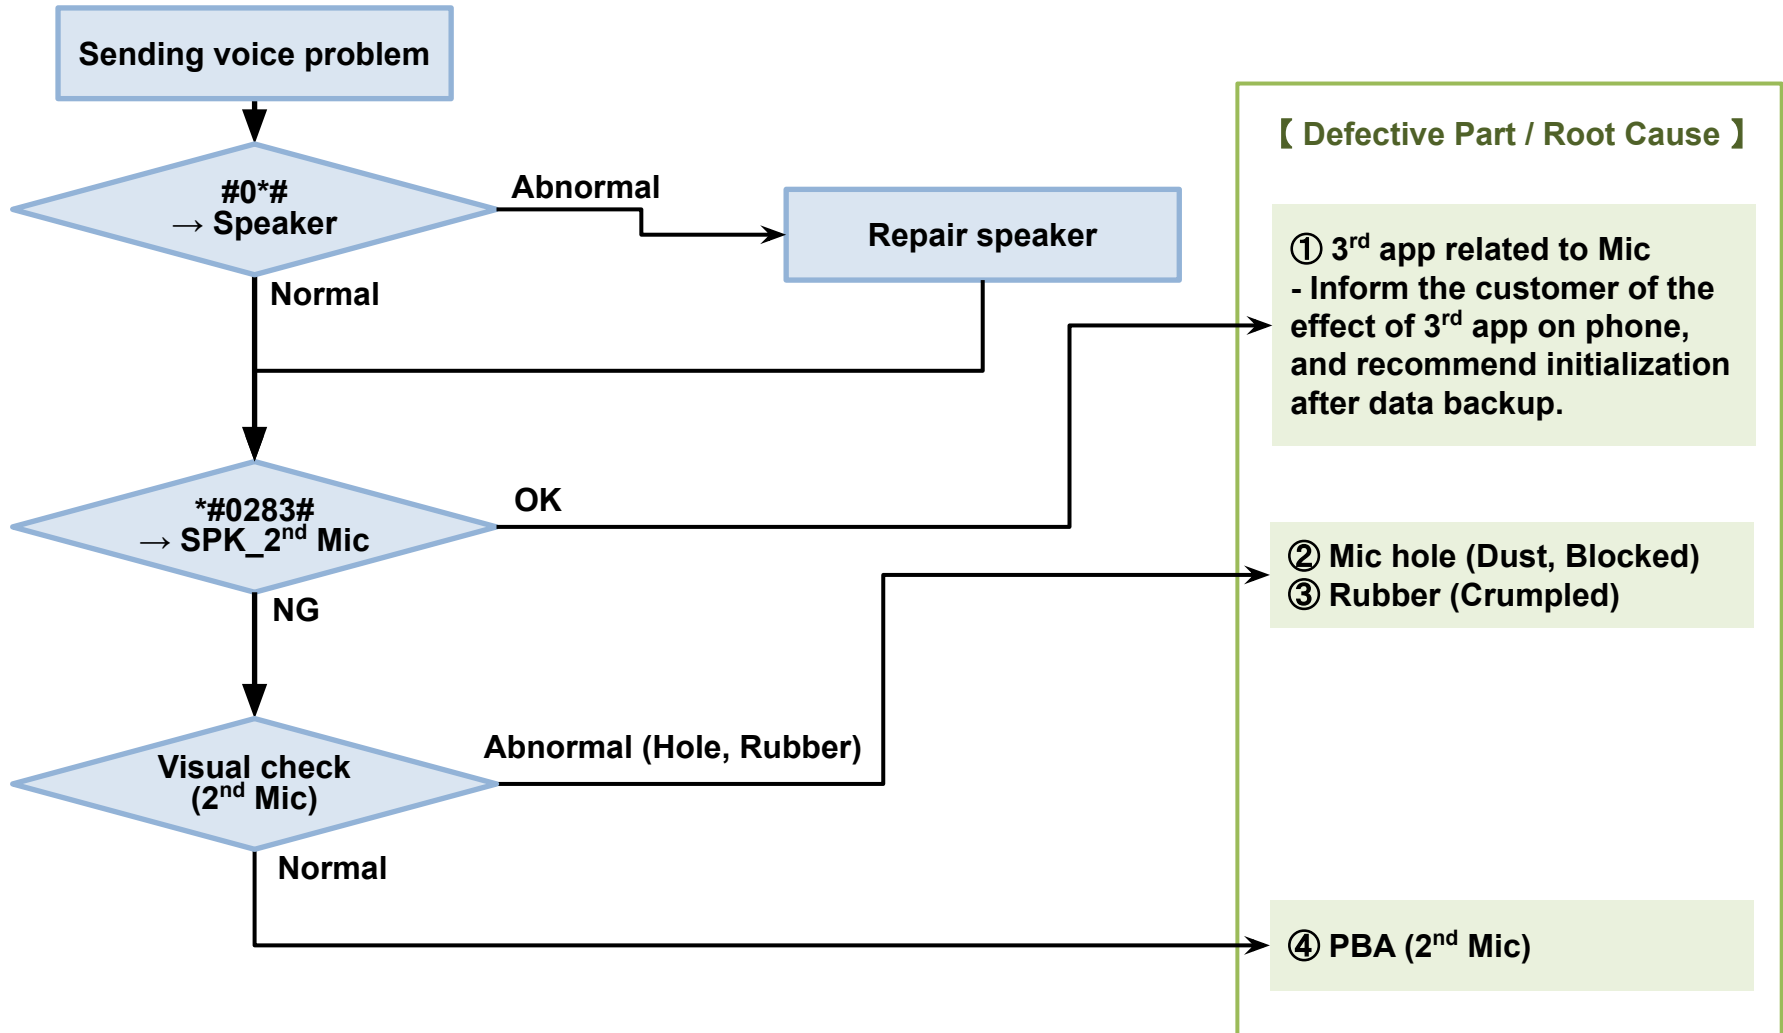 Sending voice problem
#0*#
→ Speaker
Abnormal
Repair speaker
Normal
*#0283#
→ SPK_2nd Mic
OK
NG
Visual check
(2nd Mic)
Abnormal (Hole, Rubber)
Normal
【 Defective Part / Root Cause 】
① 3rd app related to Mic
- Inform the customer of the
effect of 3rd app on phone,
and recommend initialization
after data backup.
② Mic hole (Dust, Blocked)
③ Rubber (Crumpled)
④ PBA (2nd Mic)